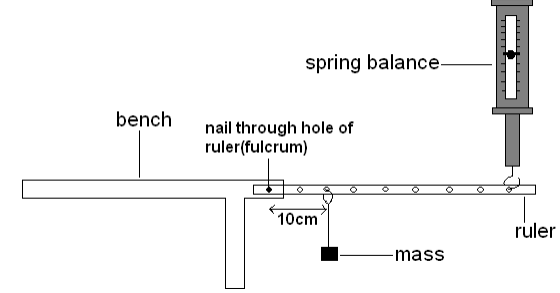 spring balance
bench
nail through hole of
ruler(fulcrum)
10cm
ruler
mass